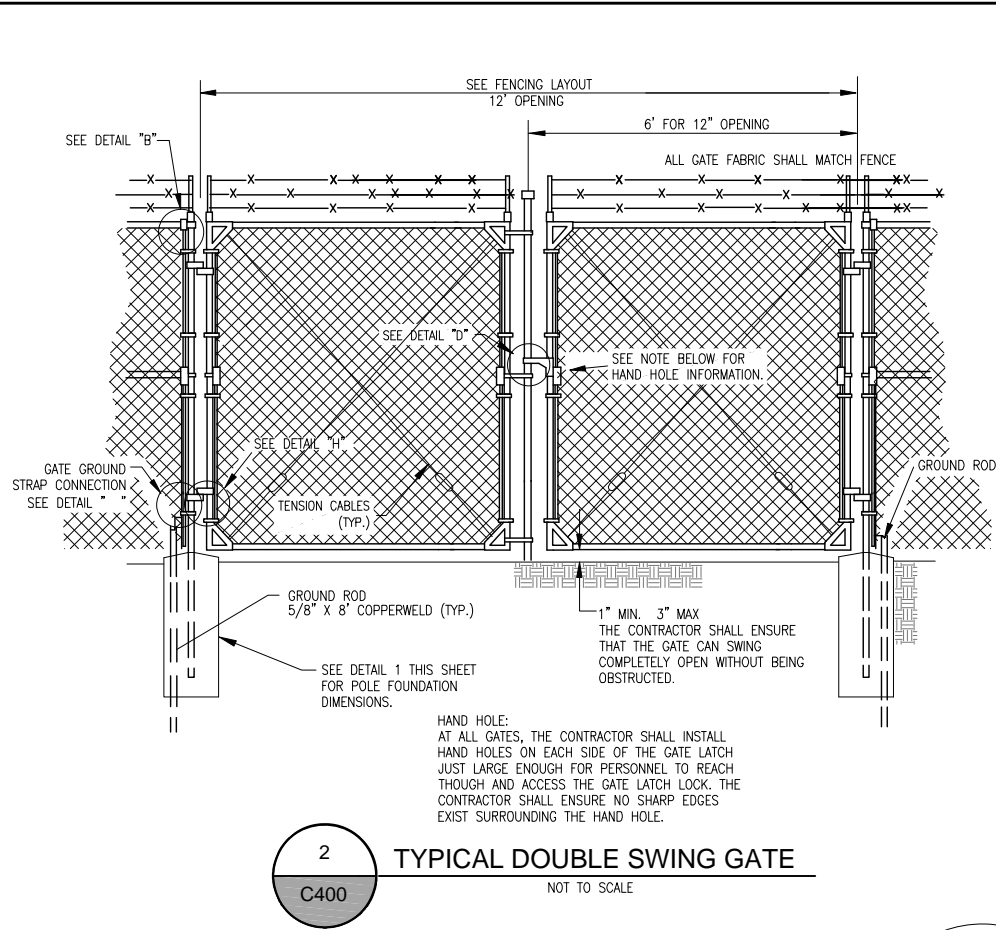 SEE FENCING LAYOUT
12' OPENING
6' FOR 12" OPENING
SEE DETAIL "B"
ALL GATE FABRIC SHALL MATCH FENCE
SEE DETAIL "D"
SEE NOTE BELOW FOR
HAND HOLE INFORMATION.
SEE DETAIL "H"
GATE GROUND
STRAP CONNECTION
SEE DETAIL " "
TENSION CABLES
(TYP.)
GROUND ROD
GROUND ROD
5/8" X 8' COPPERWELD (TYP.)
SEE DETAIL 1 THIS SHEET
FOR POLE FOUNDATION
DIMENSIONS.
1" MIN. 3" MAX
THE CONTRACTOR SHALL ENSURE
THAT THE GATE CAN SWING
COMPLETELY OPEN WITHOUT BEING
OBSTRUCTED.
HAND HOLE:
AT ALL GATES, THE CONTRACTOR SHALL INSTALL
HAND HOLES ON EACH SIDE OF THE GATE LATCH
JUST LARGE ENOUGH FOR PERSONNEL TO REACH
THOUGH AND ACCESS THE GATE LATCH LOCK. THE
CONTRACTOR SHALL ENSURE NO SHARP EDGES
EXIST SURROUNDING THE HAND HOLE.
2
C400
TYPICAL DOUBLE SWING GATE
NOT TO SCALE